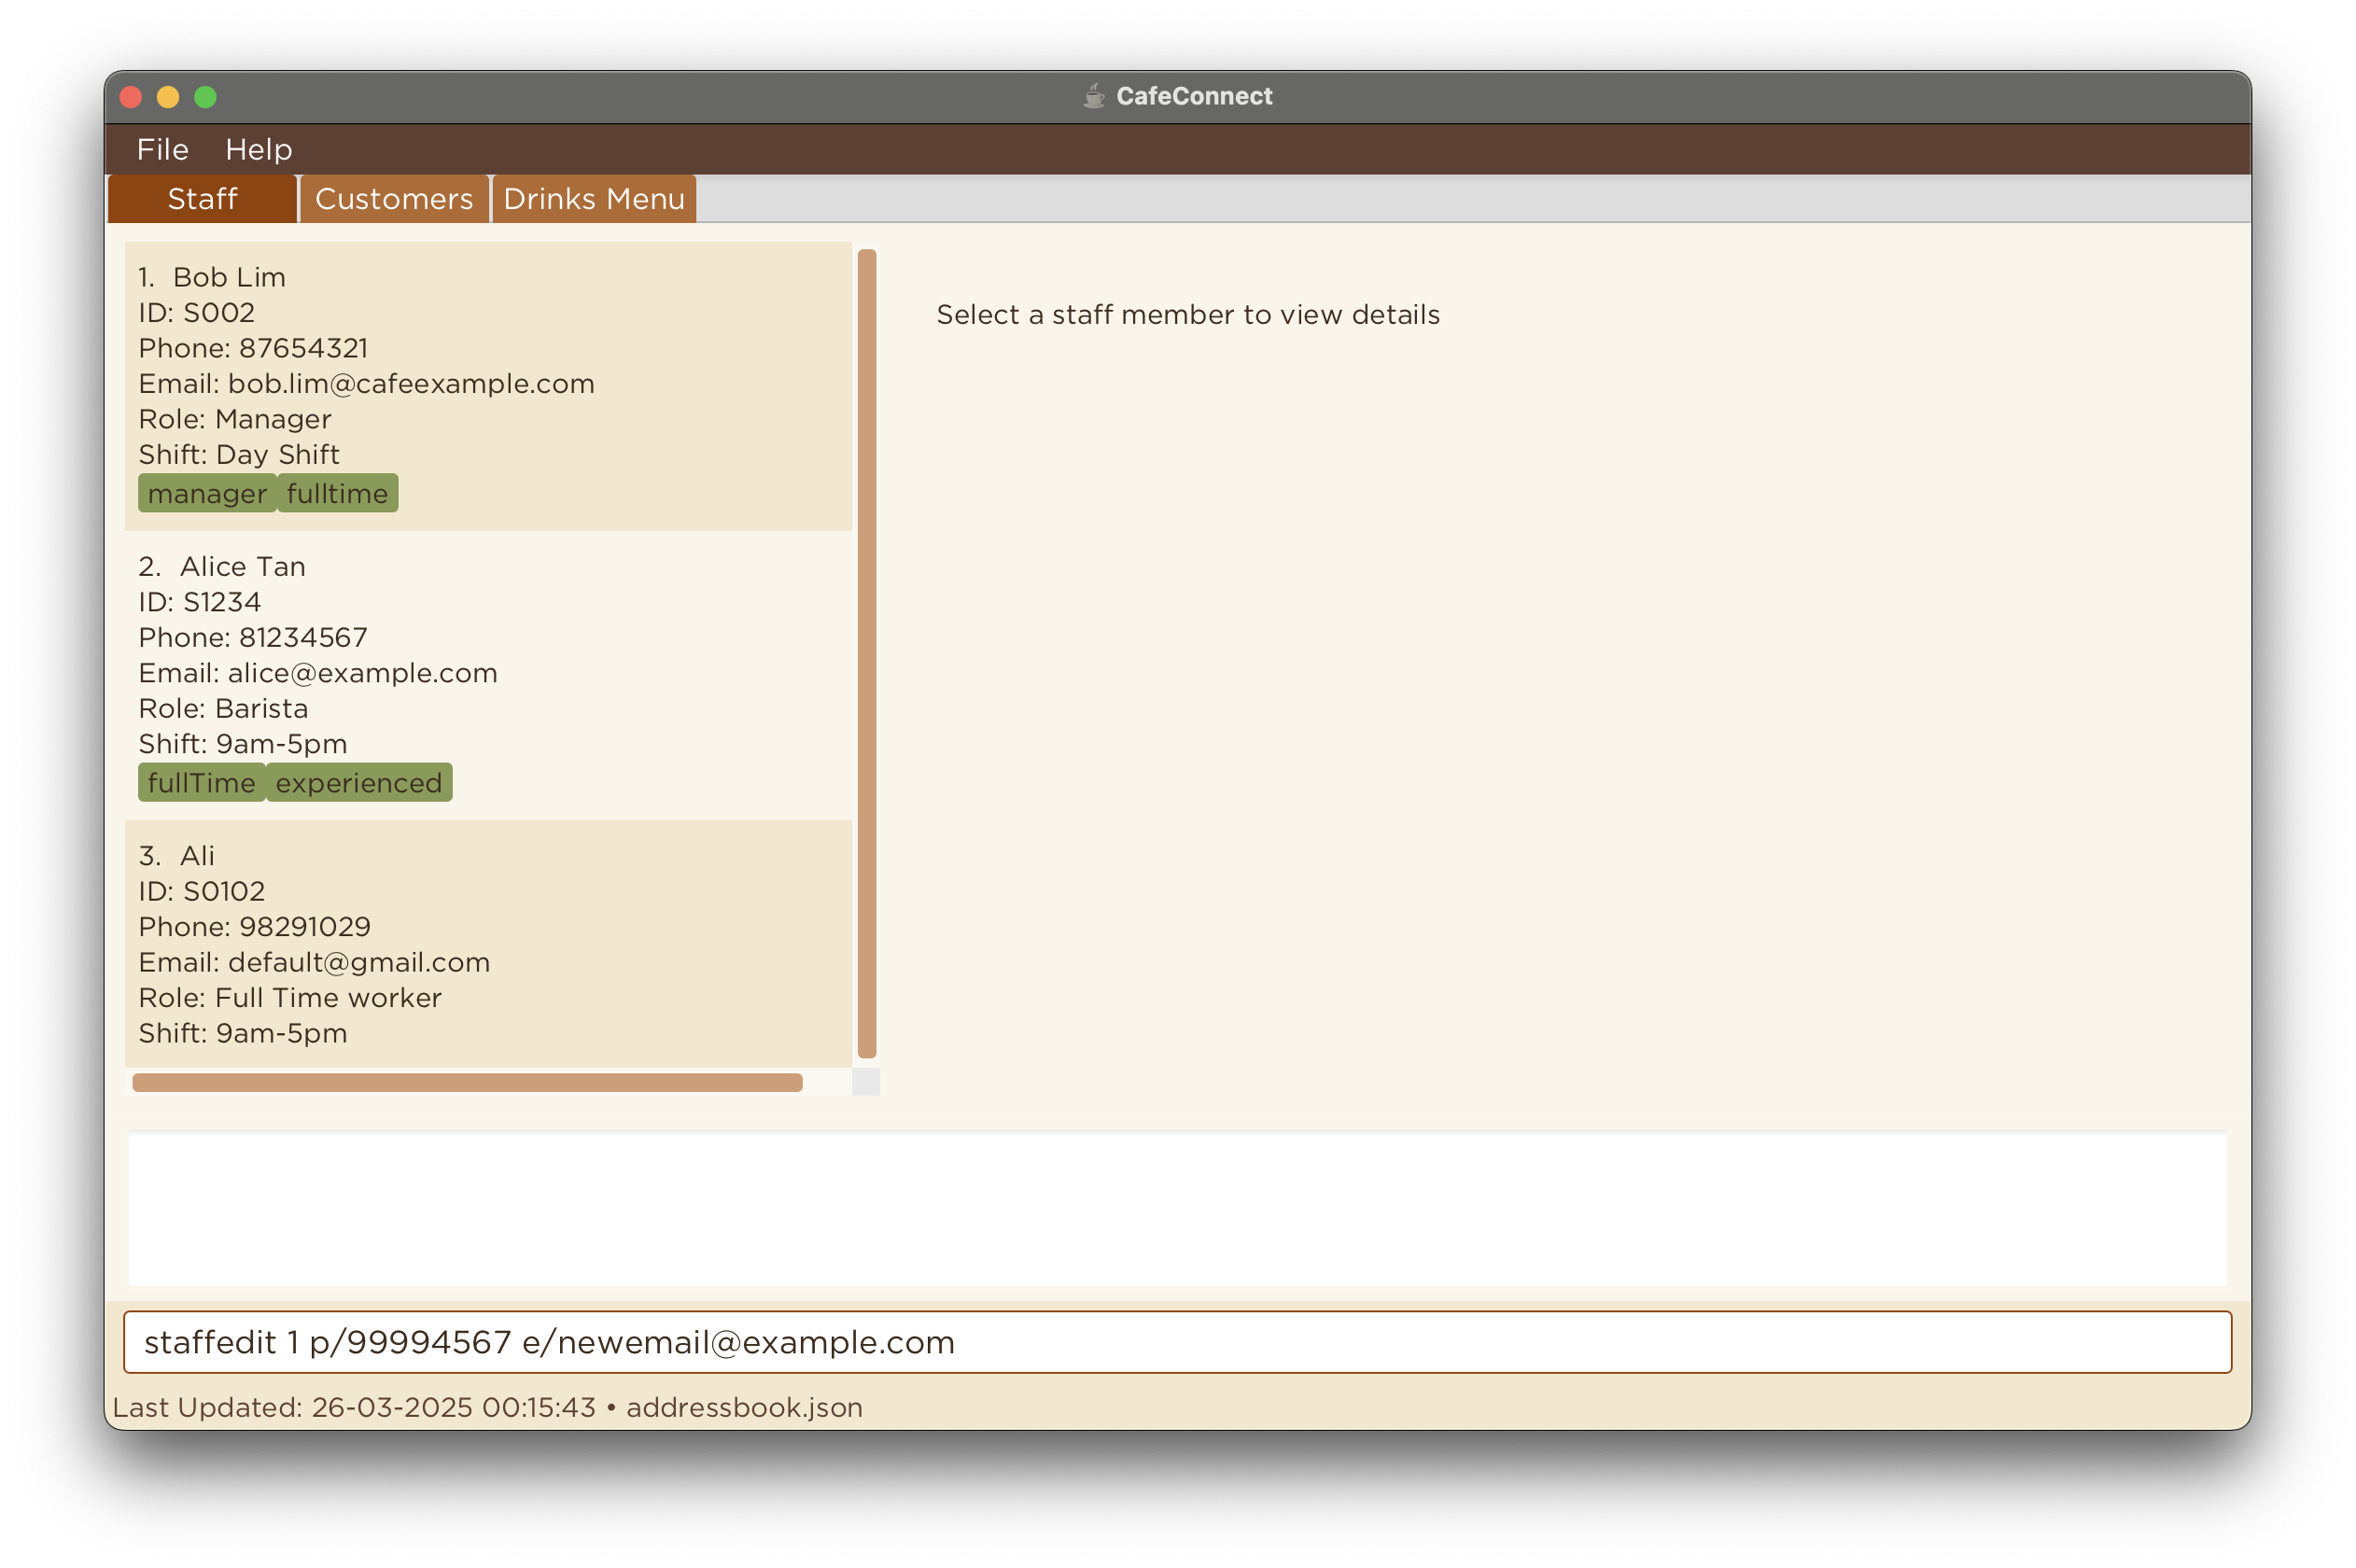 CafeConnect
File Help
Staff Customers Drinks Menu
1. Bob Lim
ID: S002
Phone: 87654321
Email: bob.lim@cafeexample.com
Role: Manager
Shift: Day Shift
manager fulltime
2. Alice Tan
ID: S1234
Phone: 81234567
Email: alice@example.com
Role: Barista
Shift: 9am-5pm
fullTime experienced
3. Ali
ID: S0102
Phone: 98291029
Email: default@gmail.com
Role: Full Time worker
Shift: 9am-5pm
Select a staff member to view details
staffedit 1 p/99994567 e/newemail@example.com
Last Updated: 26-03-2025 00:15:43 • addressbook.json